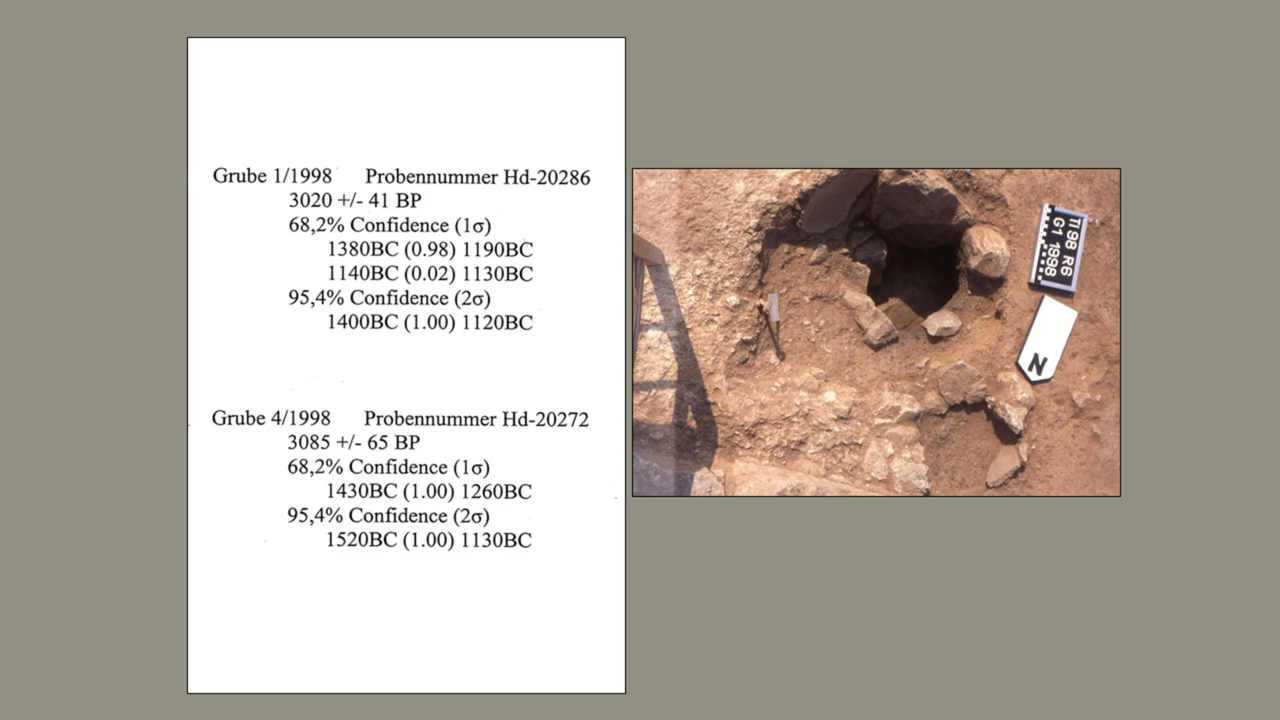 Grube 1/1998 Probennummer Hd-20286
3020 +/- 41 BP
68,2% Confidence (1σ)
1380BC (0.98) 1190BC
1140BC (0.02) 1130BC
95,4% Confidence (2σ)
1400BC (1.00) 1120BC
Grube 4/1998 Probennummer Hd-20272
3085 +/- 65 BP
68,2% Confidence (1σ)
1430BC (1.00) 1260BC
95,4% Confidence (2σ)
1520BC (1.00) 1130BC
TI98 R6
G1 1998
N